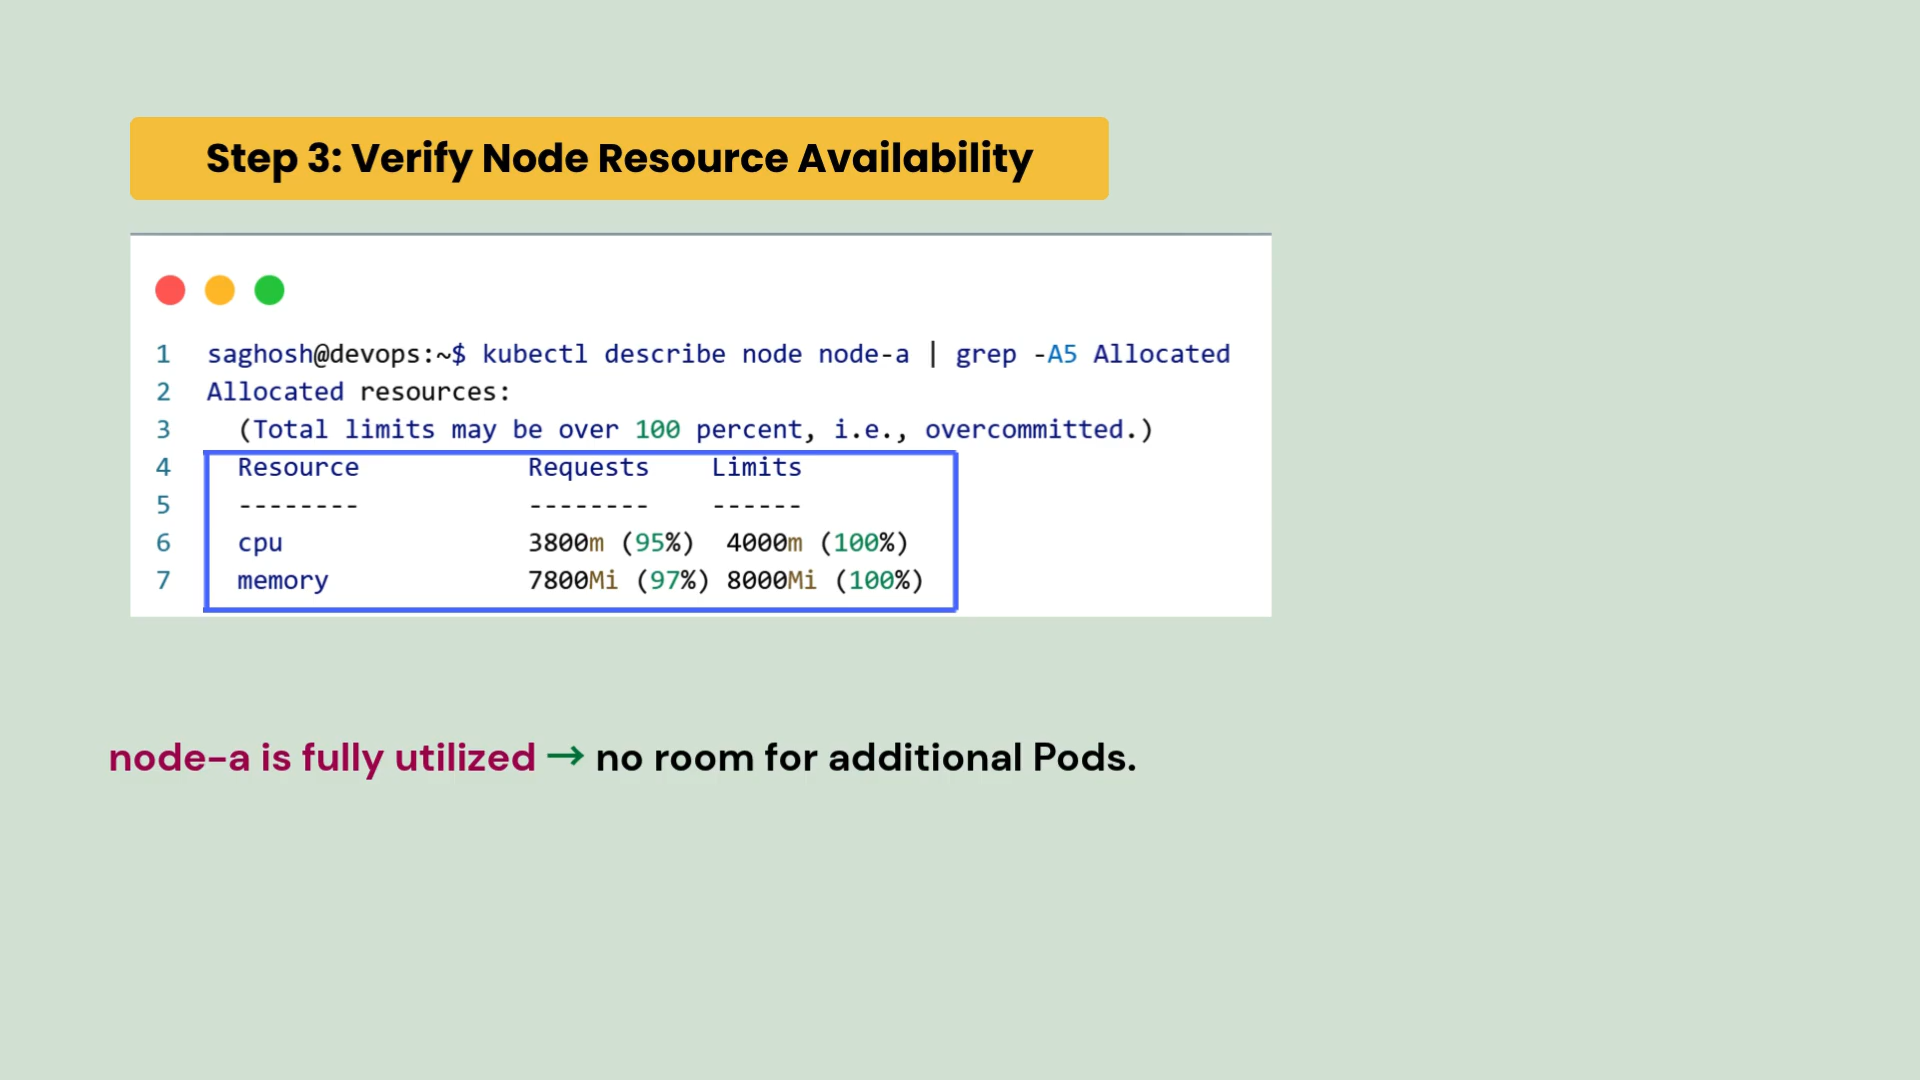 Step 3: Verify Node Resource Availability
1 saghosh@devops:~$ kubectl describe node node-a | grep -A5 Allocated
2 Allocated resources:
3 (Total limits may be over 100 percent, i.e., overcommitted.)
4 Resource Requests Limits
5 -------- -------- ------
6 cpu 3800m (95%) 4000m (100%)
7 memory 7800Mi (97%) 8000Mi (100%)
node-a is fully utilized → no room for additional Pods.